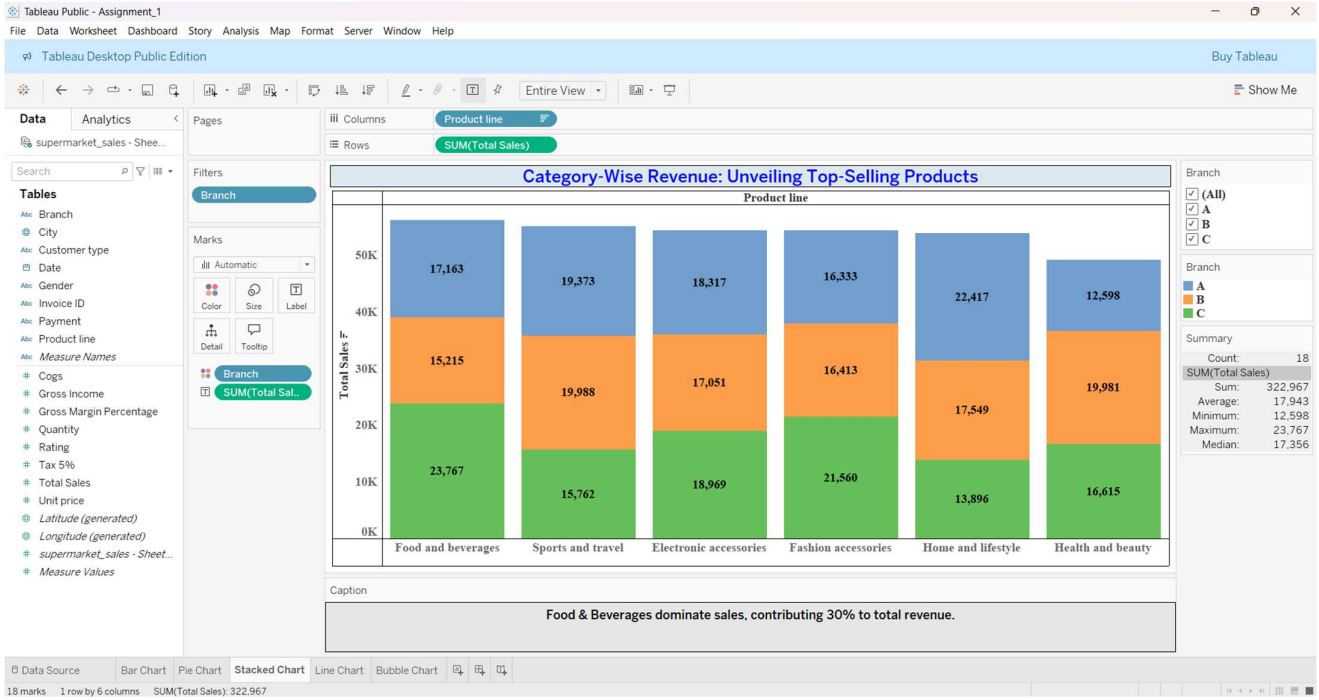 Tableau Public - Assignment_1
File Data Worksheet Dashboard Story Analysis Map Format Server Window Help
Tableau Desktop Public Edition
Buy Tableau
Entire View
Show Me
Data Analytics
supermarket_sales - Shee...
Search
Tables
Abc Branch
City
Abc Customer type
Date
Abc Gender
Abc Invoice ID
Abc Payment
Abc Product line
Abc Measure Names
# Cogs
# Gross Income
# Gross Margin Percentage
# Quantity
# Rating
# Tax 5%
# Total Sales
# Unit price
Latitude (generated)
Longitude (generated)
# supermarket_sales - Sheet...
# Measure Values
Pages
Filters
Branch
Marks
Automatic
Color Size Label
Detail Tooltip
Branch
SUM(Total Sal..
Columns Product line
Rows SUM(Total Sales)
Category-Wise Revenue: Unveiling Top-Selling Products
Product line
Total Sales
50K
40K
30K
20K
10K
0K
17,163 19,373 18,317 16,333 22,417 12,598
15,215 19,988 17,051 16,413 17,549 19,981
23,767 15,762 18,969 21,560 13,896 16,615
Food and beverages Sports and travel Electronic accessories Fashion accessories Home and lifestyle Health and beauty
Caption
Food & Beverages dominate sales, contributing 30% to total revenue.
Branch
(All)
A
B
C
Branch
A
B
C
Summary
Count: 18
SUM(Total Sales)
Sum: 322,967
Average: 17,943
Minimum: 12,598
Maximum: 23,767
Median: 17,356
Data Source Bar Chart Pie Chart Stacked Chart Line Chart Bubble Chart
18 marks 1 row by 6 columns SUM(Total Sales): 322,967